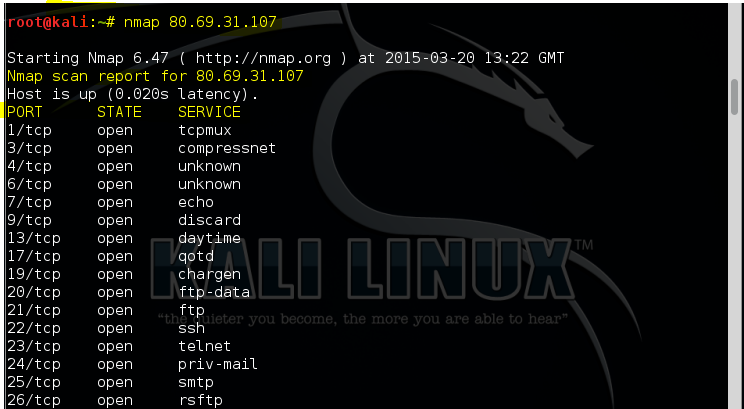 root@kali:~# nmap 80.69.31.107
Starting Nmap 6.47 ( http://nmap.org ) at 2015-03-20 13:22 GMT
Nmap scan report for 80.69.31.107
Host is up (0.020s latency).
PORT STATE SERVICE
1/tcp open tcpmux
3/tcp open compressnet
4/tcp open unknown
6/tcp open unknown
7/tcp open echo
9/tcp open discard
13/tcp open daytime
17/tcp open qotd
19/tcp open chargen
20/tcp open ftp-data
21/tcp open ftp
22/tcp open ssh
23/tcp open telnet
24/tcp open priv-mail
25/tcp open smtp
26/tcp open rsftp
KALI LINUX™
“the quieter you become, the more you are able to hear”